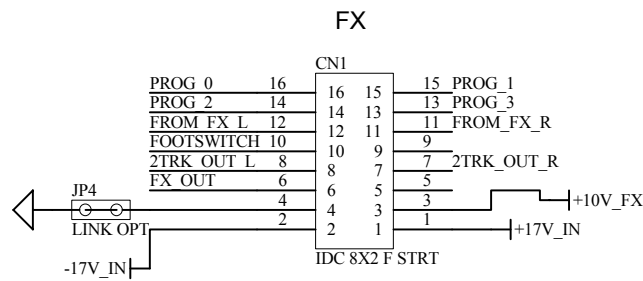 FX
CN1
PROG_0 16 16 15 15 PROG_1
PROG_2 14 14 13 13 PROG_3
FROM_FX_L 12 12 11 11 FROM_FX_R
FOOTSWITCH 10 10 9 9
2TRK_OUT_L 8 8 7 7 2TRK_OUT_R
FX_OUT 6 6 5 5
JP4 4 4 3 3 +10V_FX
LINK OPT 2 2 1 1 +17V_IN
-17V_IN IDC 8X2 F STRT